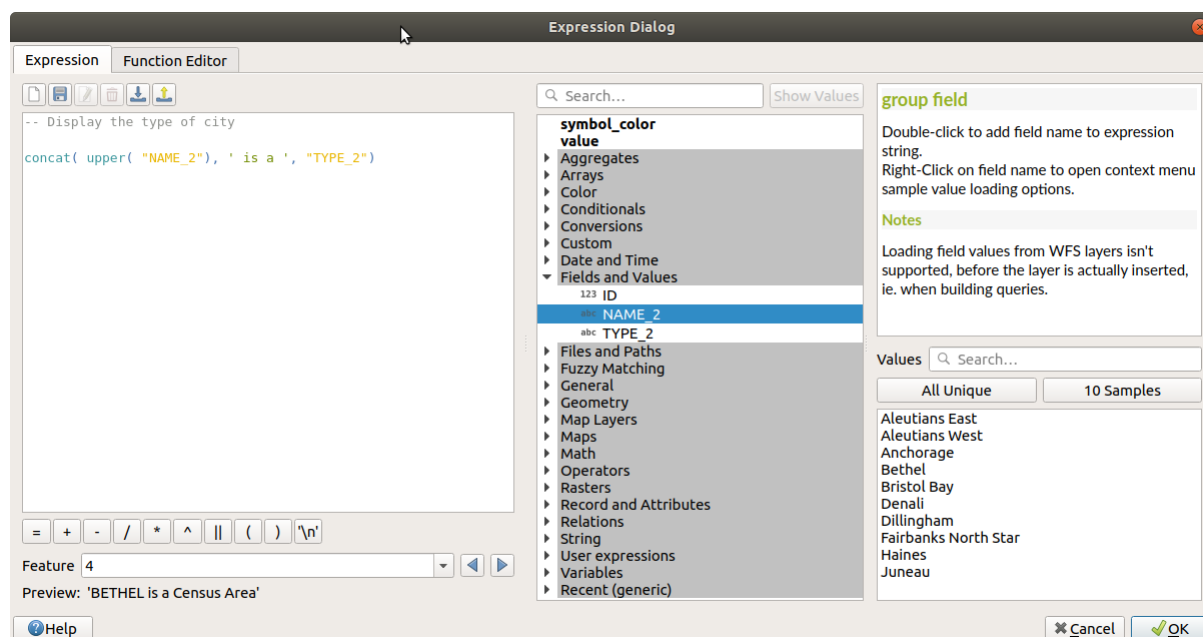 Expression Dialog
Expression
Function Editor
-- Display the type of city
concat( upper( "NAME_2"), ' is a ', "TYPE_2")
= + - / * ^ || ( ) '\n'
Feature 4
Preview: 'BETHEL is a Census Area'
Help
Search...
Show Values
symbol_color
value
Aggregates
Arrays
Color
Conditionals
Conversions
Custom
Date and Time
Fields and Values
123 ID
abc NAME_2
abc TYPE_2
Files and Paths
Fuzzy Matching
General
Geometry
Map Layers
Maps
Math
Operators
Rasters
Record and Attributes
Relations
String
User expressions
Variables
Recent (generic)
group field
Double-click to add field name to expression
string.
Right-Click on field name to open context menu
sample value loading options.
Notes
Loading field values from WFS layers isn't
supported, before the layer is actually inserted,
ie. when building queries.
Values Search...
All Unique
10 Samples
Aleutians East
Aleutians West
Anchorage
Bethel
Bristol Bay
Denali
Dillingham
Fairbanks North Star
Haines
Juneau
Cancel
OK